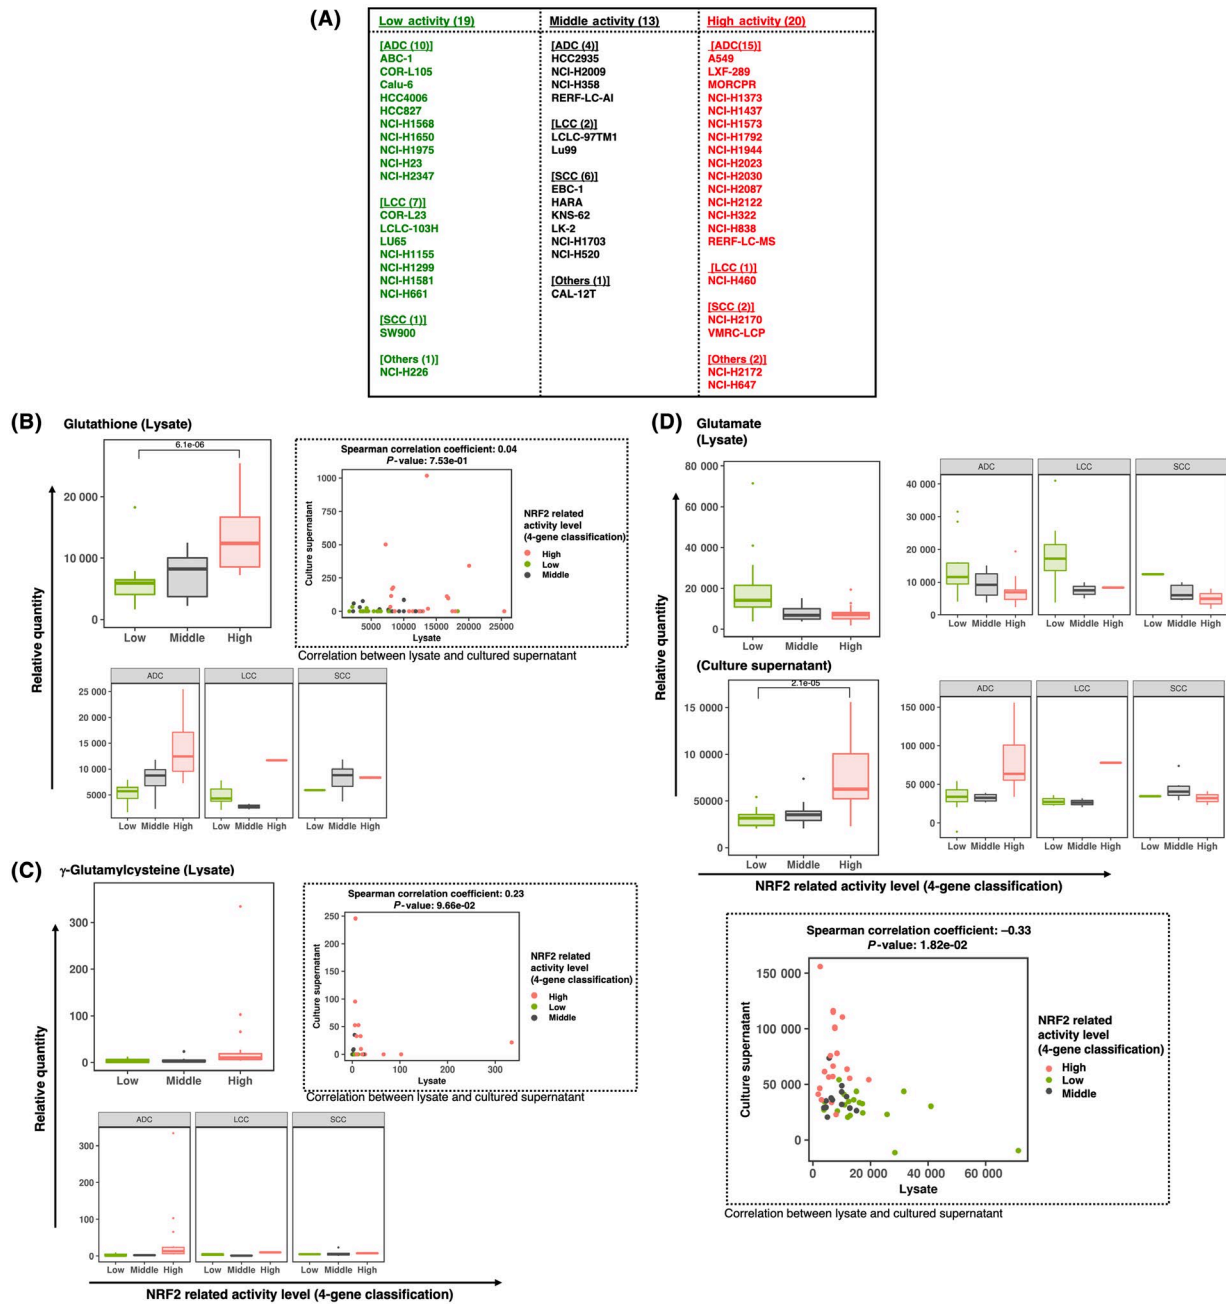 (A)
Low activity (19)
[ADC (10)]
ABC-1
COR-L105
Calu-6
HCC4006
HCC827
NCI-H1568
NCI-H1650
NCI-H1975
NCI-H23
NCI-H2347
[LCC (7)]
COR-L23
LCLC-103H
LU65
NCI-H1155
NCI-H1299
NCI-H1581
NCI-H661
[SCC (1)]
SW900
[Others (1)]
NCI-H226
Middle activity (13)
[ADC (4)]
HCC2935
NCI-H2009
NCI-H358
RERF-LC-AI
[LCC (2)]
LCLC-97TM1
Lu99
[SCC (6)]
EBC-1
HARA
KNS-62
LK-2
NCI-H1703
NCI-H520
[Others (1)]
CAL-12T
High activity (20)
[ADC(15)]
A549
LXF-289
MORCPR
NCI-H1373
NCI-H1437
NCI-H1573
NCI-H1792
NCI-H1944
NCI-H2023
NCI-H2030
NCI-H2087
NCI-H2122
NCI-H322
NCI-H838
RERF-LC-MS
[LCC (1)]
NCI-H460
[SCC (2)]
NCI-H2170
VMRC-LCP
[Others (2)]
NCI-H2172
NCI-H647
(B)
Glutathione (Lysate)
6.1e-06
20 000
10 000
0
Low Middle High
Relative quantity
Spearman correlation coefficient: 0.04
P-value: 7.53e-01
Culture supernatant
1000
750
500
250
0
5000 10000 15000 20000 25000
Lysate
NRF2 related
activity level
(4-gene classification)
High
Low
Middle
Correlation between lysate and cultured supernatant
ADC LCC SCC
25 000
20 000
15 000
10 000
5000
Low Middle High Low Middle High Low Middle High
(C)
γ-Glutamylcysteine (Lysate)
300
200
100
0
Low Middle High
Relative quantity
Spearman correlation coefficient: 0.23
P-value: 9.66e-02
Culture supernatant
250
200
150
100
50
0
0 100 200 300
Lysate
NRF2 related
activity level
(4-gene classification)
High
Low
Middle
Correlation between lysate and cultured supernatant
ADC LCC SCC
300
200
100
0
Low Middle High Low Middle High Low Middle High
NRF2 related activity level (4-gene classification)
(D)
Glutamate
(Lysate)
80 000
60 000
40 000
20 000
0
Low Middle High
Relative quantity
ADC LCC SCC
40 000
30 000
20 000
10 000
0
Low Middle High Low Middle High Low Middle High
(Culture supernatant)
2.1e-05
15 0000
10 0000
50000
0
Low Middle High
ADC LCC SCC
150 000
100 000
50 000
0
Low Middle High Low Middle High Low Middle High
NRF2 related activity level (4-gene classification)
Spearman correlation coefficient: −0.33
P-value: 1.82e-02
Culture supernatant
150 000
100 000
50 000
0
0 20 000 40 000 60 000
Lysate
NRF2 related
activity level
(4-gene classification)
High
Low
Middle
Correlation between lysate and cultured supernatant